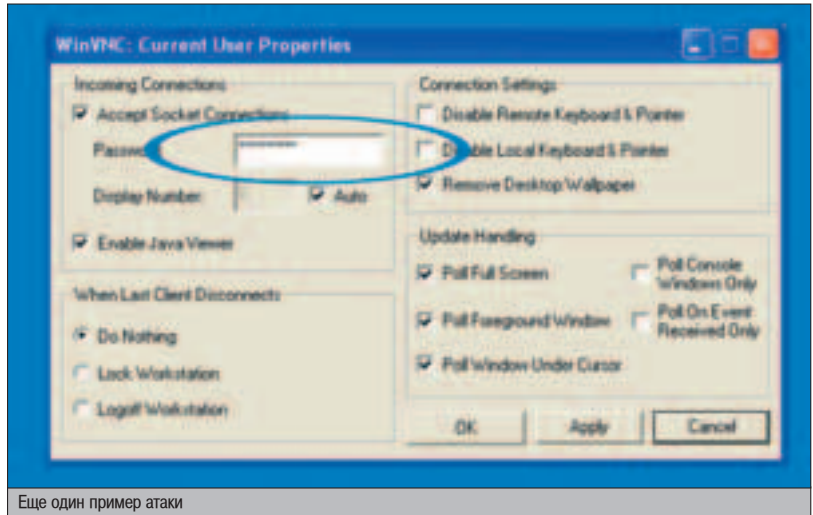 WinVNC: Current User Properties
Incoming Connections
Accept Socket Connections
Display Number:
Auto
Enable Java Viewer
When Last Client Disconnects
Do Nothing
Lock Workstation
Logoff Workstation
Connection Settings
Disable Remote Keyboard & Pointer
Local Keyboard & Pointer
Remove Desktop Wallpaper
Update Handling
Poll Full Screen
Poll Console
Windows Only
Poll Foreground Window
Poll On Event
Received Only
Poll Window Under Cursor
OK
Apply
Cancel
Еще один пример атаки